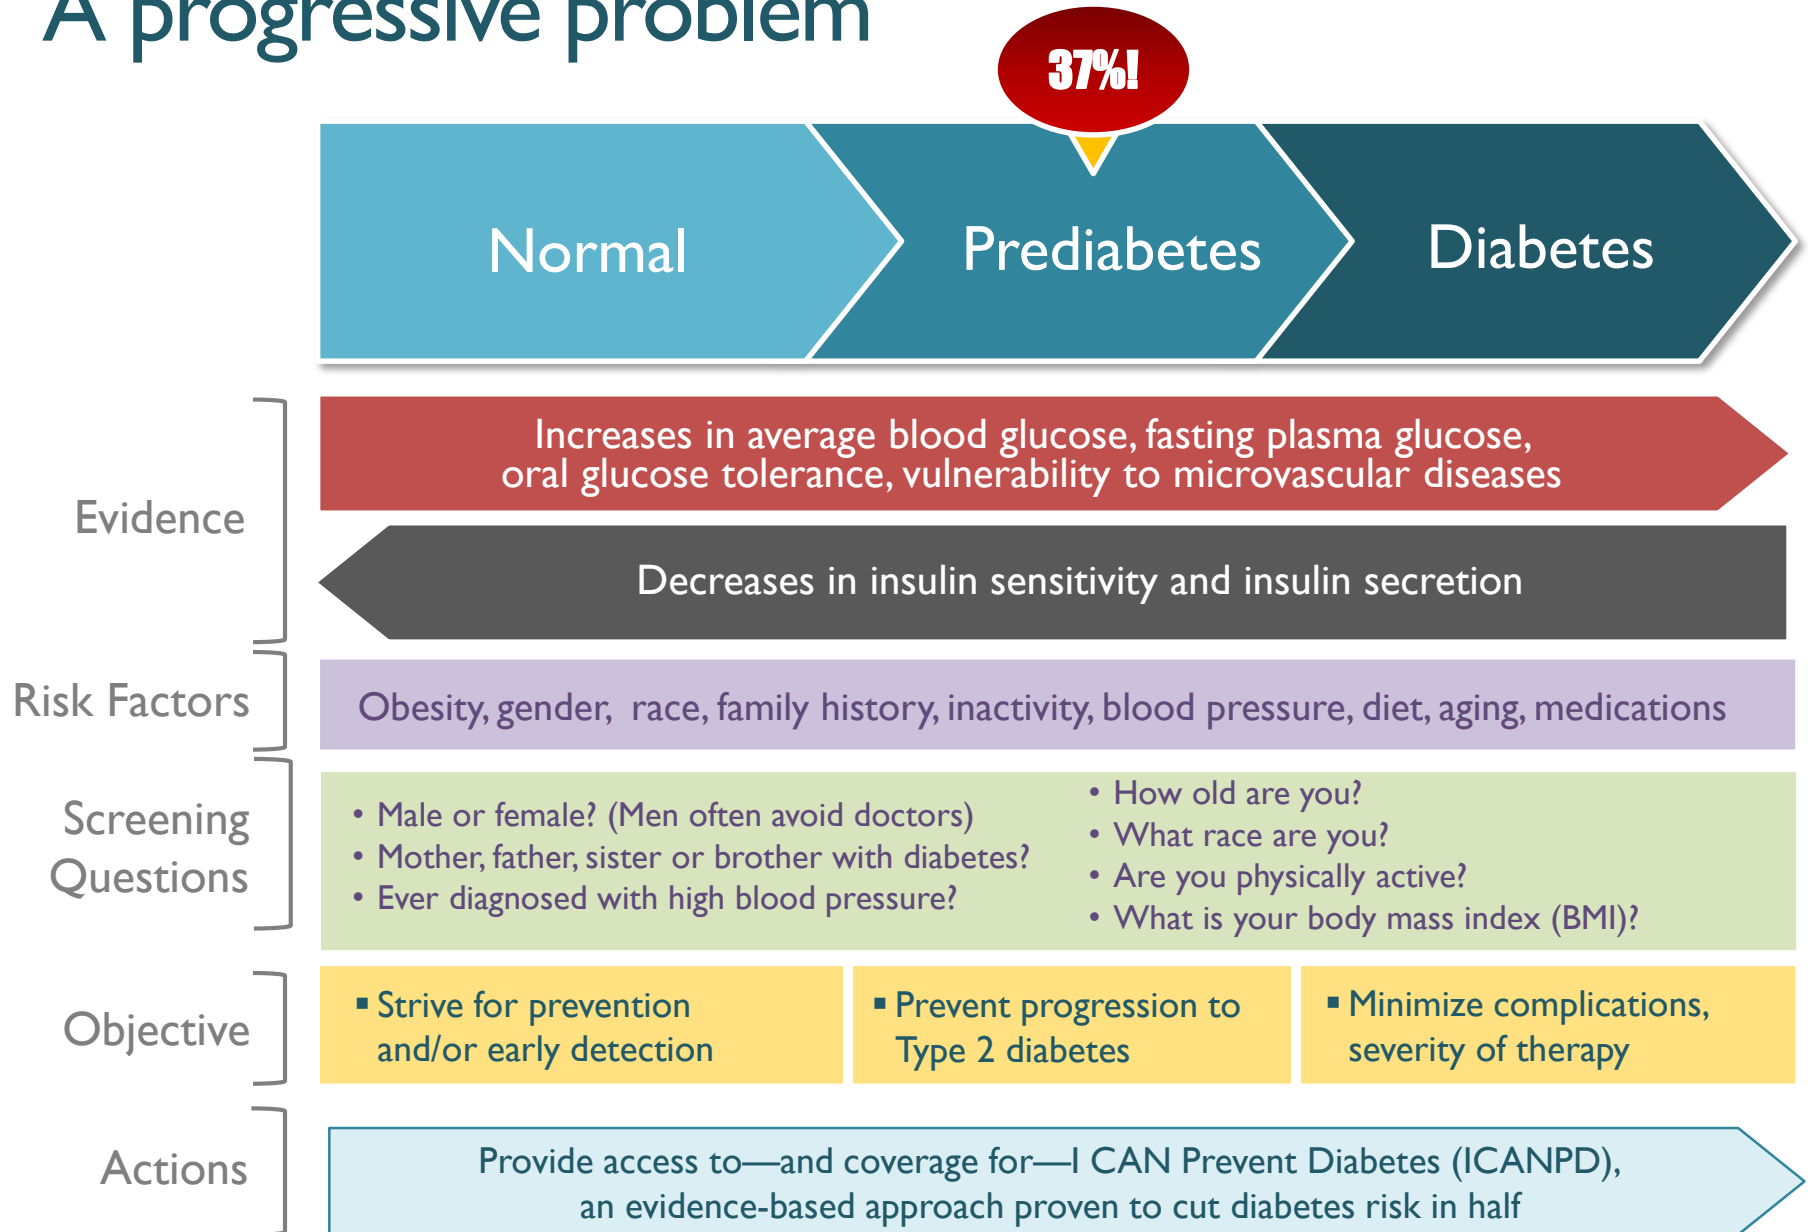 A progressive problem
37%!
Normal
Prediabetes
Diabetes
Evidence
Increases in average blood glucose, fasting plasma glucose,
oral glucose tolerance, vulnerability to microvascular diseases
Decreases in insulin sensitivity and insulin secretion
Risk Factors
Obesity, gender, race, family history, inactivity, blood pressure, diet, aging, medications
Screening
Questions
• Male or female? (Men often avoid doctors)
• Mother, father, sister or brother with diabetes?
• Ever diagnosed with high blood pressure?
• How old are you?
• What race are you?
• Are you physically active?
• What is your body mass index (BMI)?
Objective
▪ Strive for prevention
and/or early detection
▪ Prevent progression to
Type 2 diabetes
▪ Minimize complications,
severity of therapy
Actions
Provide access to—and coverage for—I CAN Prevent Diabetes (ICANPD),
an evidence-based approach proven to cut diabetes risk in half